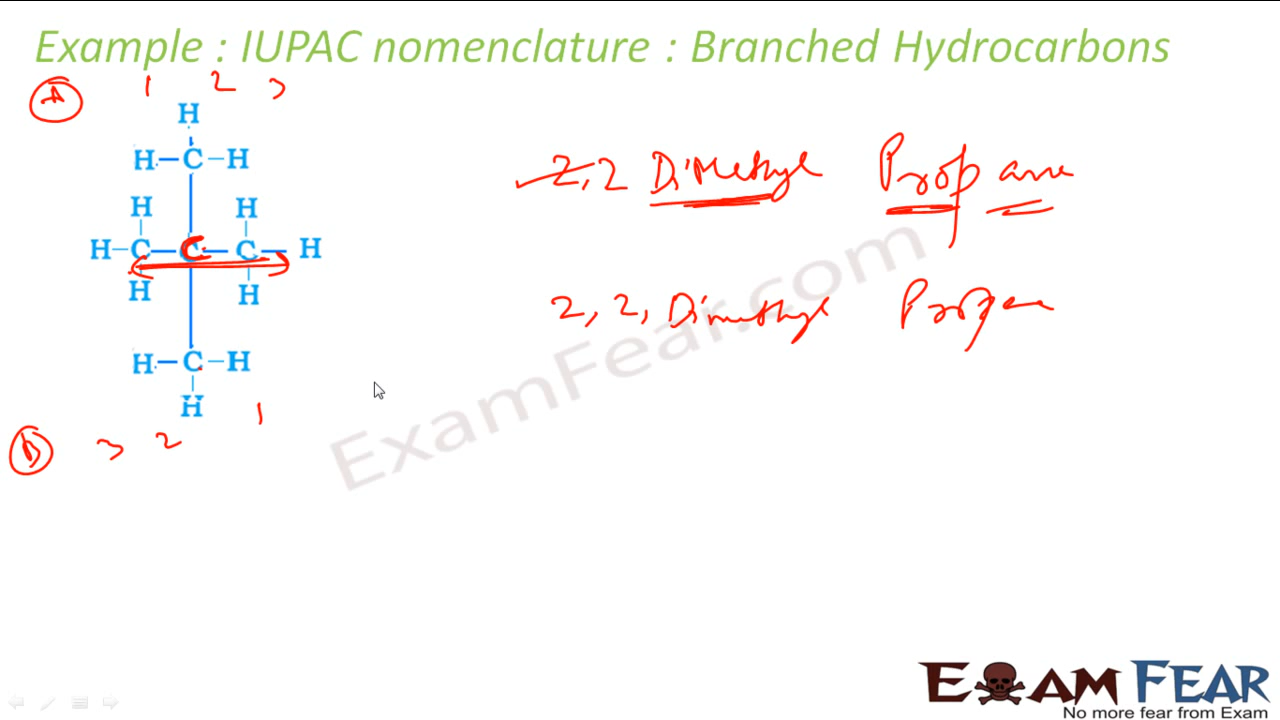 Example : IUPAC nomenclature : Branched Hydrocarbons
A 1 2 3
H
H-C-H
H H
H-C-C-C-H
H H
H-C-H
H
B 3 2 1
2,2 DiMethyl Propane
2, 2, Dimethyl Propane
ExamFear.com
EXAM FEAR
No more fear from Exam